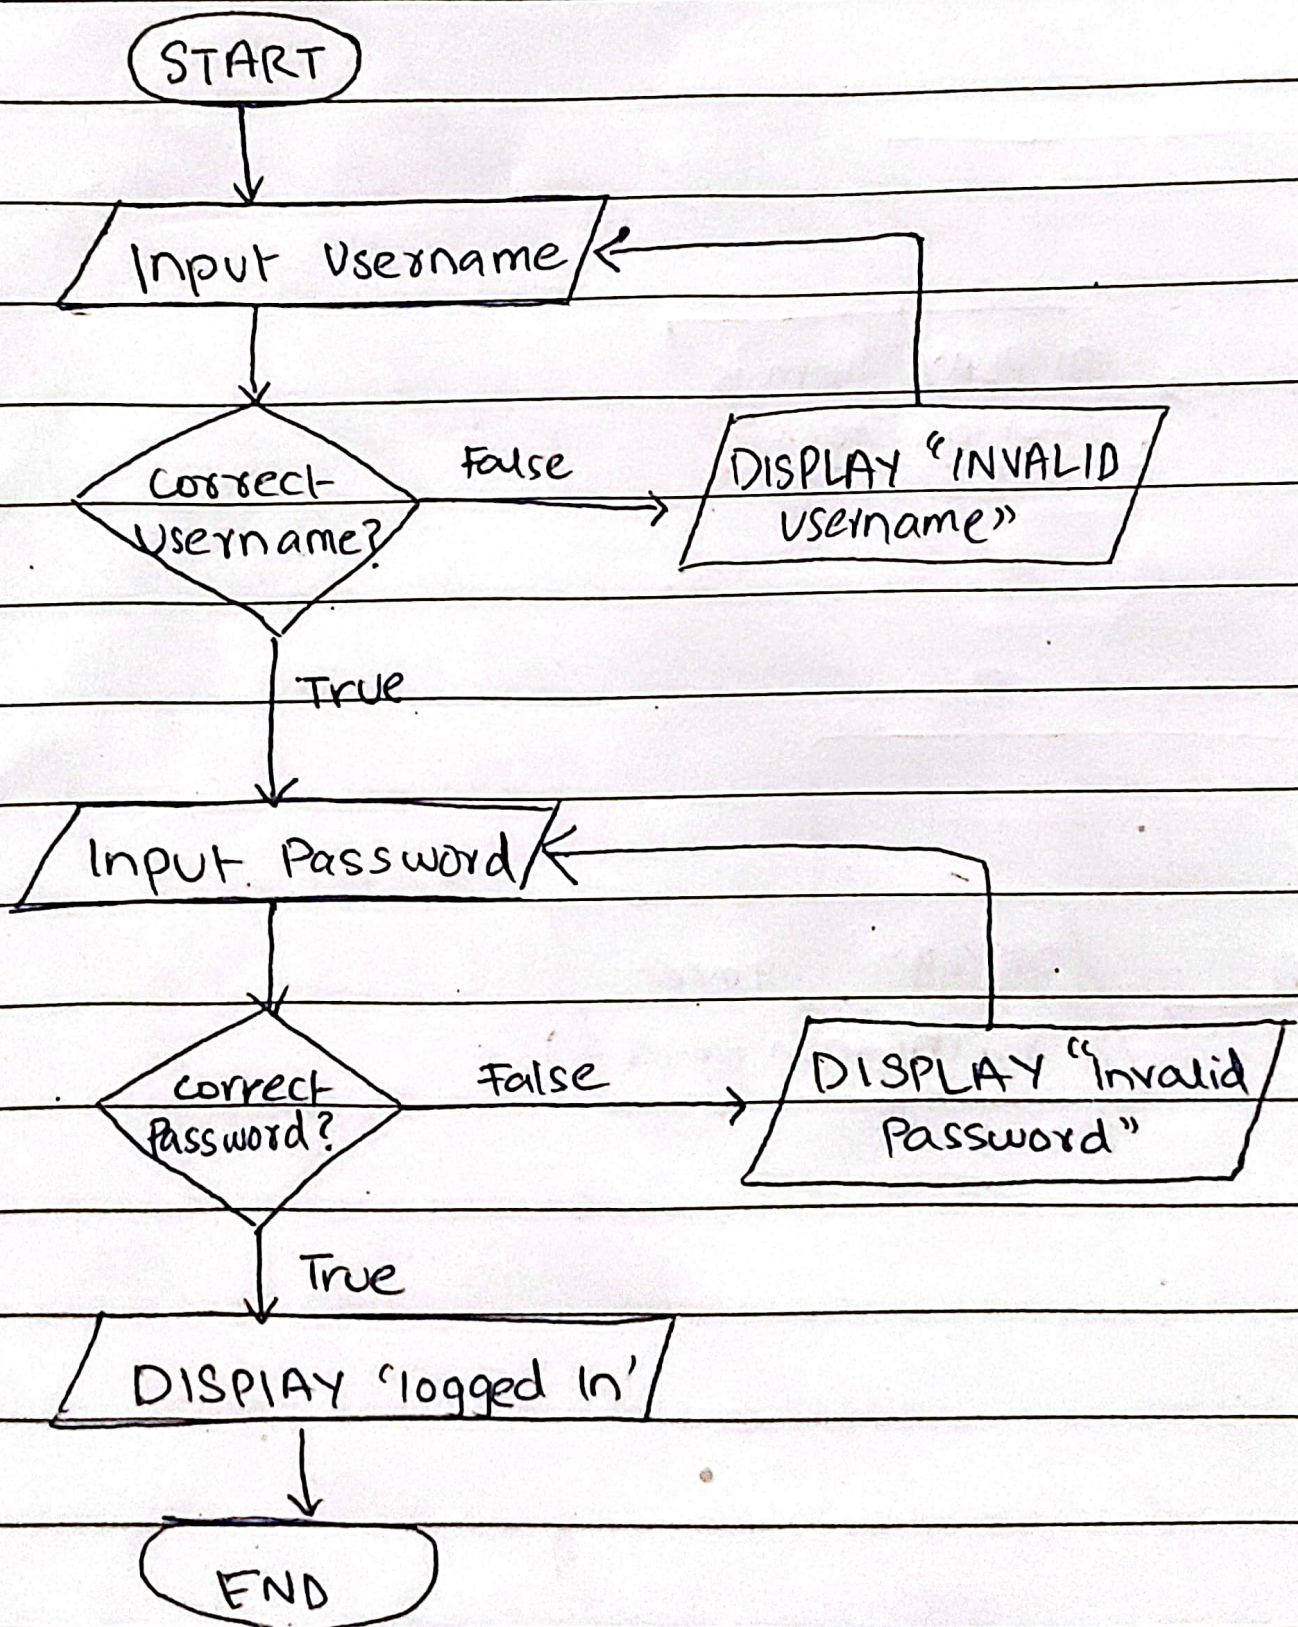 START
Input Username
Correct
Username?
False
DISPLAY "INVALID
Username"
True
Input Password
Correct
Password?
False
DISPLAY "Invalid
Password"
True
DISPLAY 'logged In'
END